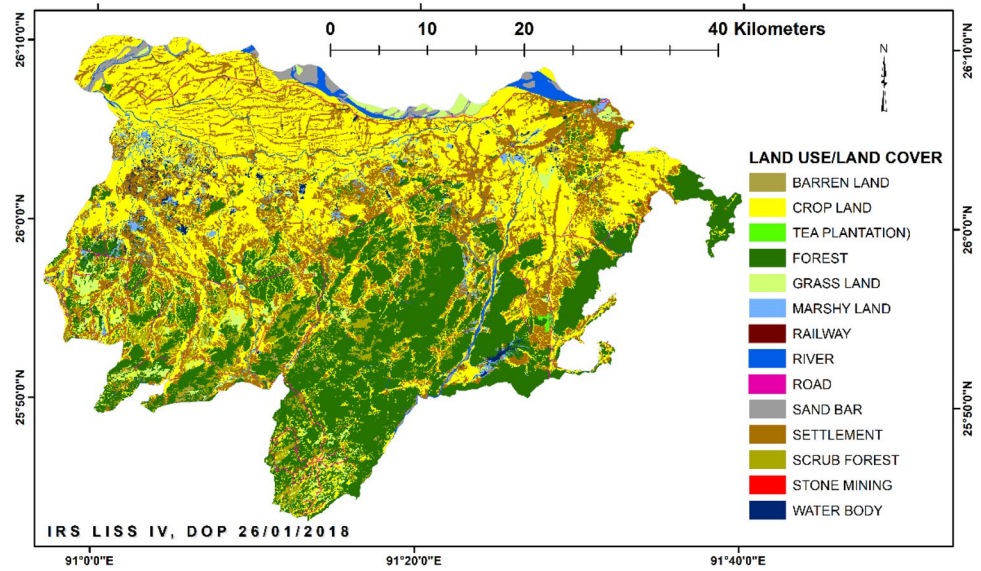 0 10 20 40 Kilometers
26°10'0"N
26°10'0"N
N
LAND USE/LAND COVER
BARREN LAND
CROP LAND
TEA PLANTATION)
FOREST
GRASS LAND
MARSHY LAND
RAILWAY
RIVER
ROAD
SAND BAR
SETTLEMENT
SCRUB FOREST
STONE MINING
WATER BODY
26°0'0"N
26°0'0"N
25°50'0"N
25°50'0"N
IRS LISS IV, DOP 26/01/2018
91°0'0"E 91°20'0"E 91°40'0"E